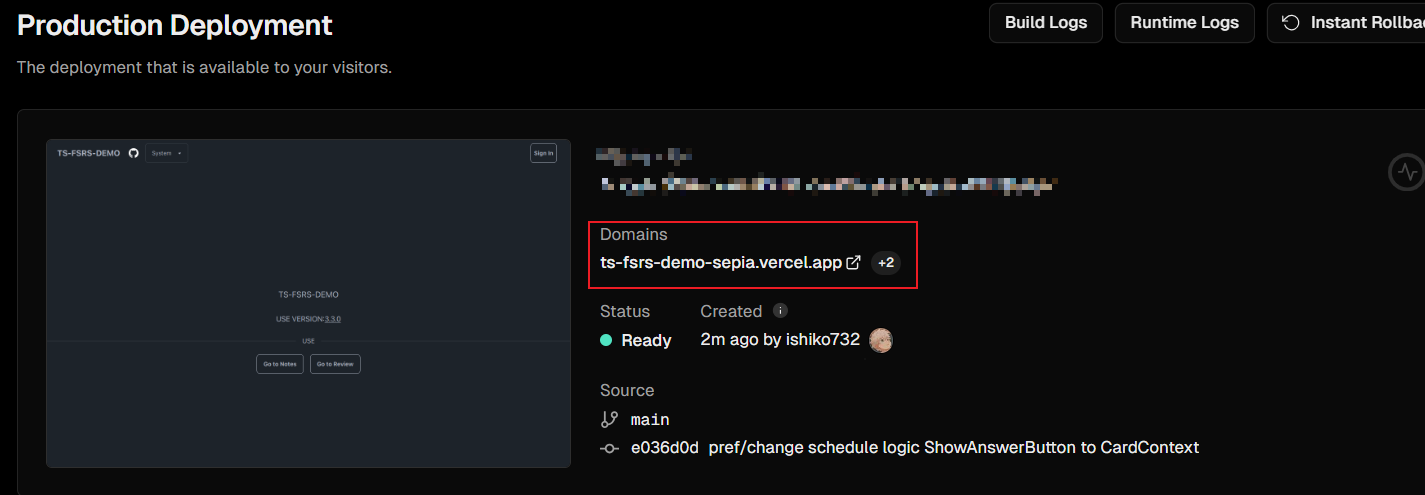 Production Deployment
Build Logs
Runtime Logs
Instant
The deployment that is available to your visitors.
TS-FSRS-DEMO
System
Sign In
TS-FSRS-DEMO
USE VERSION:3.3.0
USE
Go to Notes
Go to Review
Domains
ts-fsrs-demo-sepia.vercel.app +2
Status
Created
Ready
2m ago by ishiko732
Source
main
e036d0d pref/change schedule logic ShowAnswerButton to CardContext